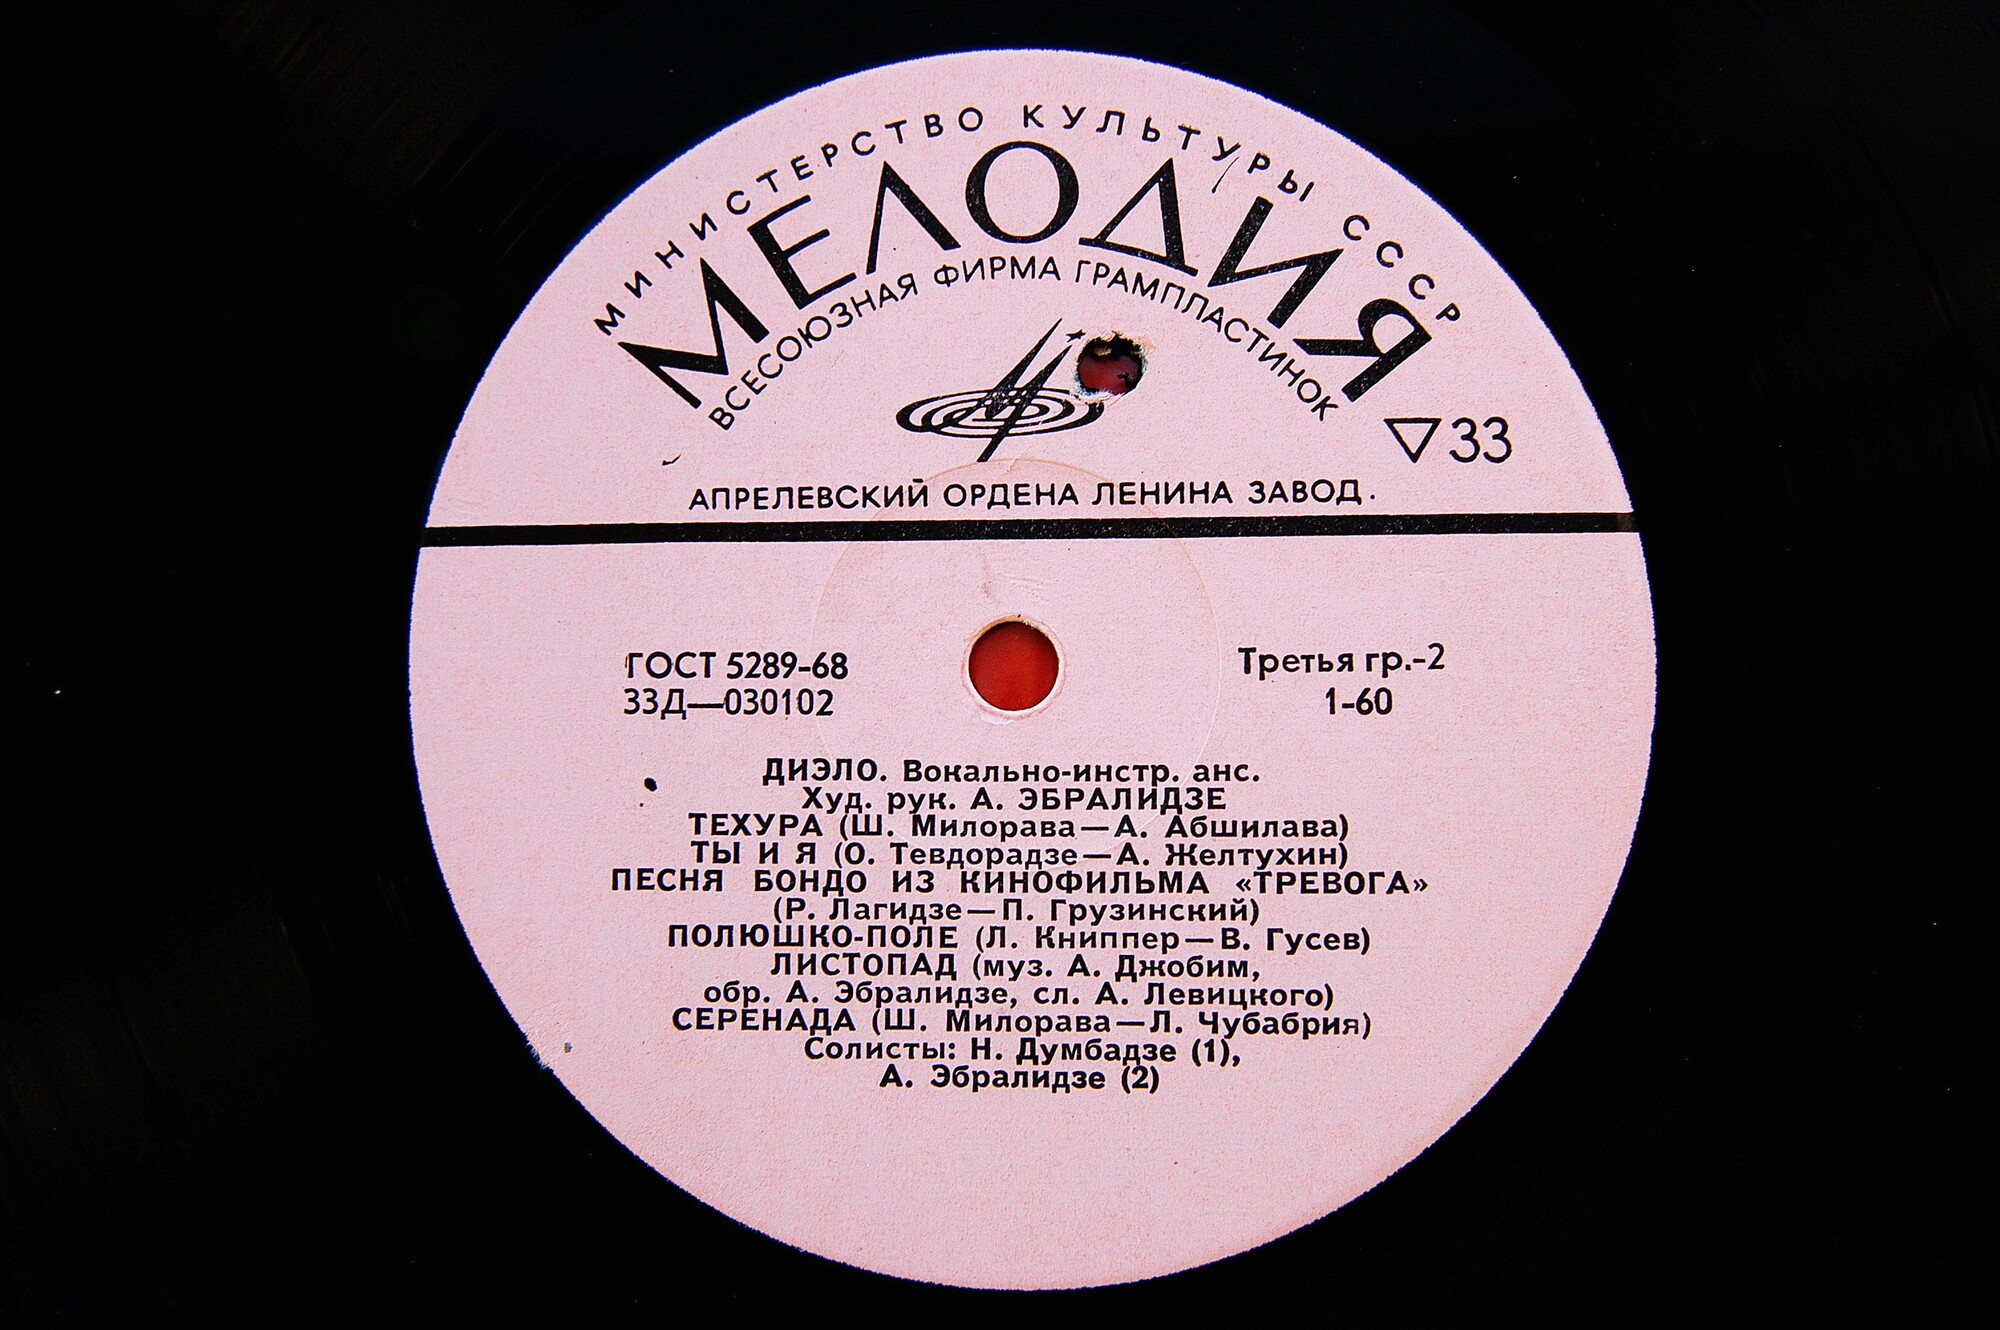 МИНИСТЕРСТВО КУЛЬТУРЫ СССР
МЕЛОДИЯ
ВСЕСОЮЗНАЯ ФИРМА ГРАМПЛАСТИНОК
▽33
АПРЕЛЕВСКИЙ ОРДЕНА ЛЕНИНА ЗАВОД.
ГОСТ 5289-68
Третья гр.-2
33Д—030102
1-60
ДИЭЛО. Вокально-инстр. анс.
Худ. рук. А. ЭБРАЛИДЗЕ
ТЕХУРА (Ш. Милорава—А. Абшилава)
ТЫ И Я (О. Тевдорадзе—А. Желтухин)
ПЕСНЯ БОНДО ИЗ КИНОФИЛЬМА «ТРЕВОГА»
(Р. Лагидзе—П. Грузинский)
ПОЛЮШКО-ПОЛЕ (Л. Книппер—В. Гусев)
ЛИСТОПАД (муз. А. Джобим,
обр. А. Эбралидзе, сл. А. Левицкого)
СЕРЕНАДА (Ш. Милорава—Л. Чубабрия)
Солисты: Н. Думбадзе (1),
А. Эбралидзе (2)